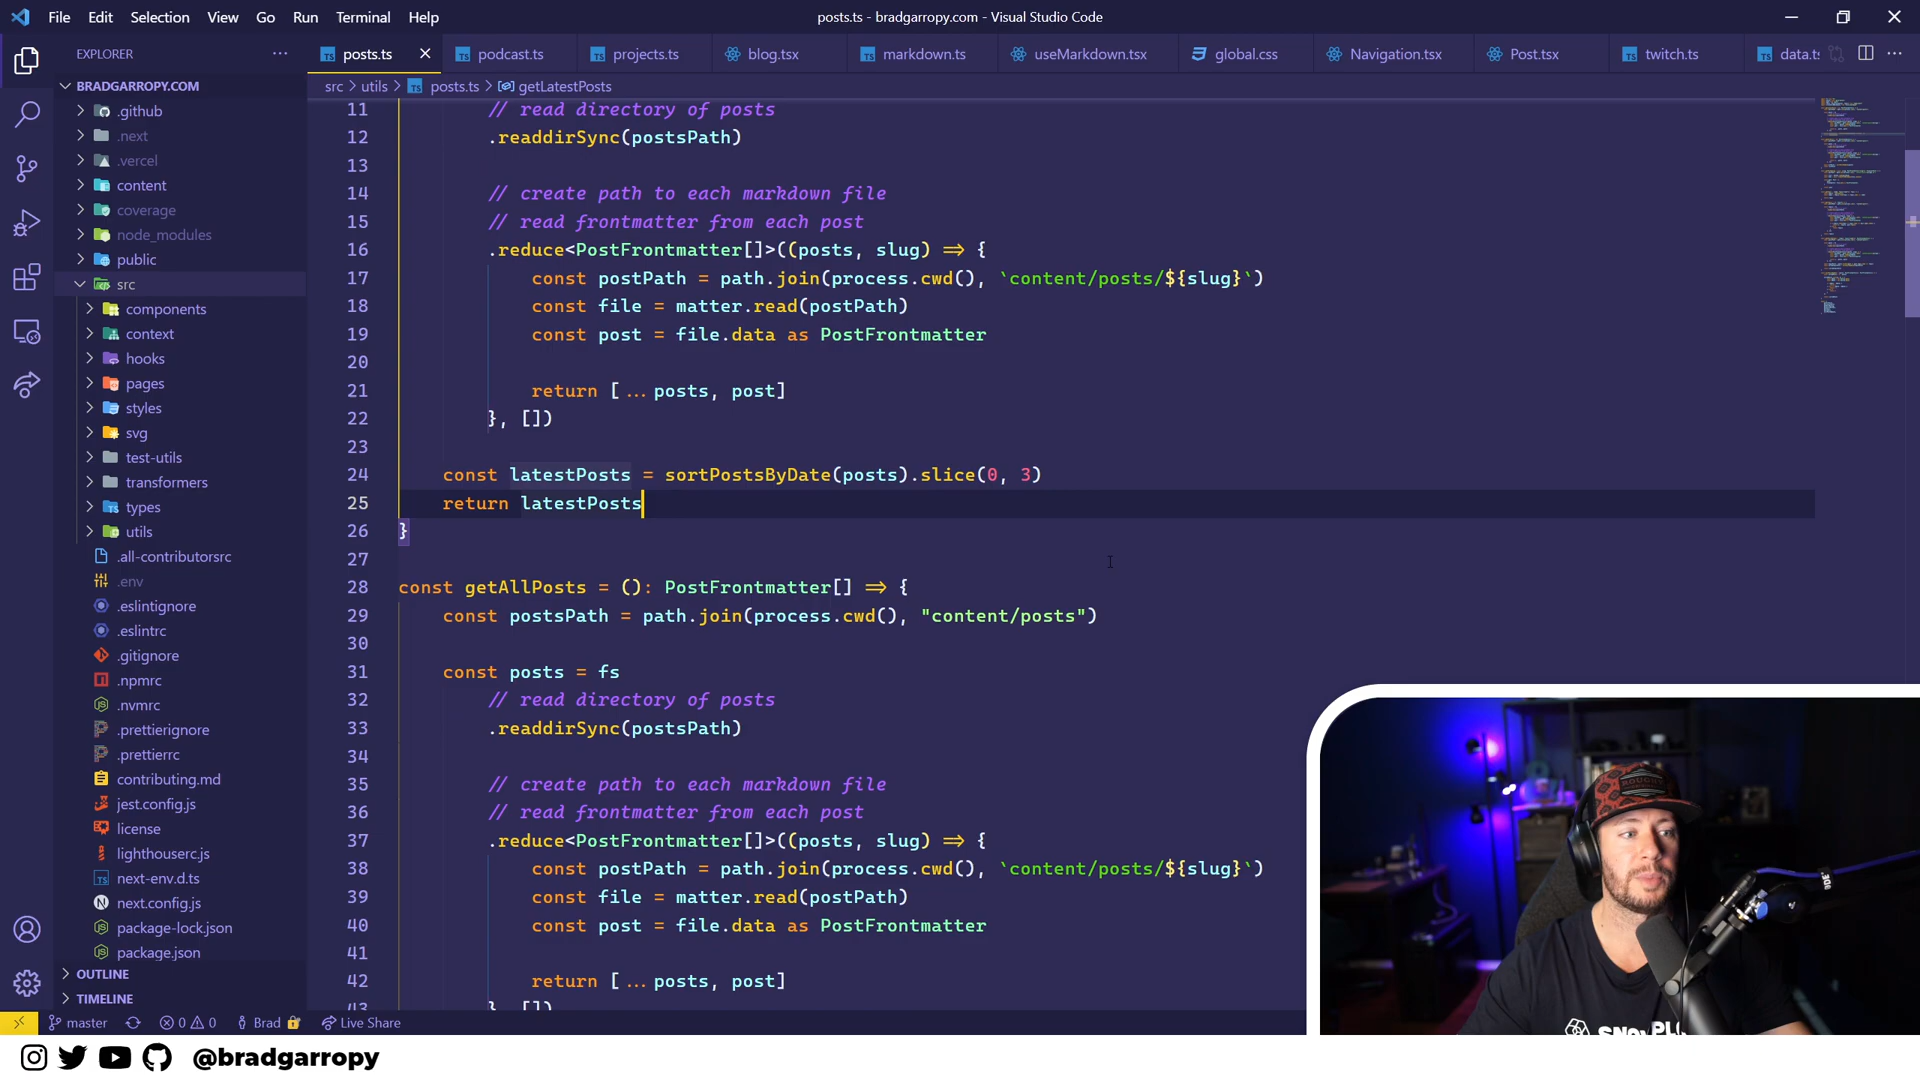 File Edit Selection View Go Run Terminal Help
posts.ts - bradgarropy.com - Visual Studio Code
EXPLORER
posts.ts
podcast.ts
projects.ts
blog.tsx
markdown.ts
useMarkdown.tsx
global.css
Navigation.tsx
Post.tsx
twitch.ts
data.ts
BRADGARROPY.COM
.github
.next
.vercel
content
coverage
node_modules
public
src
components
context
hooks
pages
styles
svg
test-utils
transformers
types
utils
.all-contributorsrc
.env
.eslintignore
.eslintrc
.gitignore
.npmrc
.nvmrc
.prettierignore
.prettierrc
contributing.md
jest.config.js
license
lighthouserc.js
next-env.d.ts
next.config.js
package-lock.json
package.json
OUTLINE
TIMELINE
src > utils > posts.ts > getLatestPosts
11 // read directory of posts
12 .readdirSync(postsPath)
13
14 // create path to each markdown file
15 // read frontmatter from each post
16 .reduce<PostFrontmatter[]>((posts, slug) => {
17 const postPath = path.join(process.cwd(), `content/posts/${slug}`)
18 const file = matter.read(postPath)
19 const post = file.data as PostFrontmatter
20
21 return [...posts, post]
22 }, [])
23
24 const latestPosts = sortPostsByDate(posts).slice(0, 3)
25 return latestPosts
26 }
27
28 const getAllPosts = (): PostFrontmatter[] => {
29 const postsPath = path.join(process.cwd(), "content/posts")
30
31 const posts = fs
32 // read directory of posts
33 .readdirSync(postsPath)
34
35 // create path to each markdown file
36 // read frontmatter from each post
37 .reduce<PostFrontmatter[]>((posts, slug) => {
38 const postPath = path.join(process.cwd(), `content/posts/${slug}`)
39 const file = matter.read(postPath)
40 const post = file.data as PostFrontmatter
41
42 return [...posts, post]
43 }, [])
master 0 0 Brad Live Share
@bradgarropy